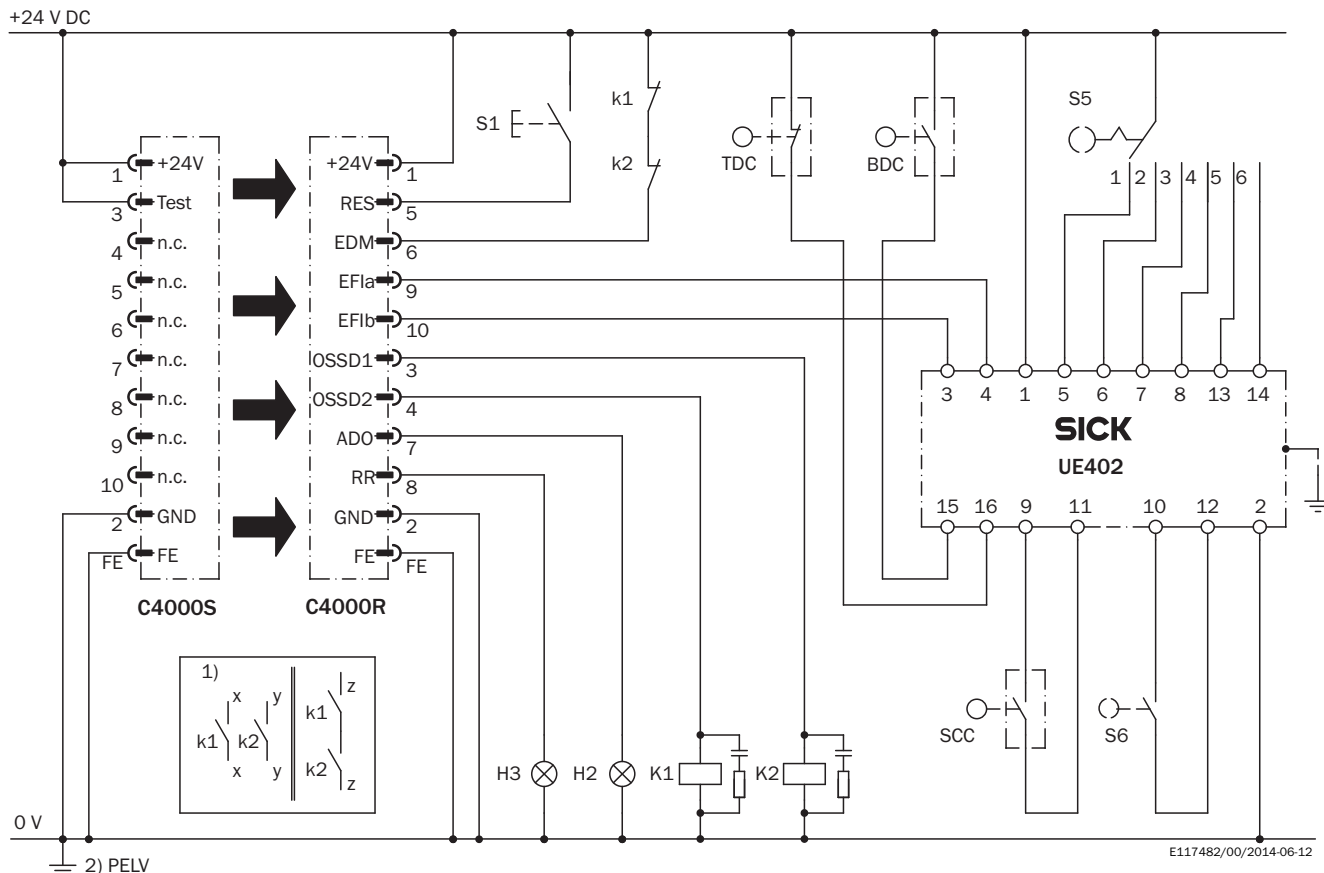 +24 V DC
S1
k1
k2
TDC
BDC
S5
1 2 3 4 5 6
+24V
1
Test
3
n.c.
4
n.c.
5
n.c.
6
n.c.
7
n.c.
8
n.c.
9
n.c.
10
GND
2
FE
FE
C4000S
+24V
1
RES
5
EDM
6
EFIa
9
EFIb
10
OSSD1
3
OSSD2
4
ADO
7
RR
8
GND
2
FE
FE
C4000R
3 4 1 5 6 7 8 13 14
SICK
UE402
15 16 9 11 10 12 2
SCC
S6
1)
x y z
k1 k2 k1
x y k2 z
H3 H2 K1 K2
0 V
2) PELV
E117482/00/2014-06-12